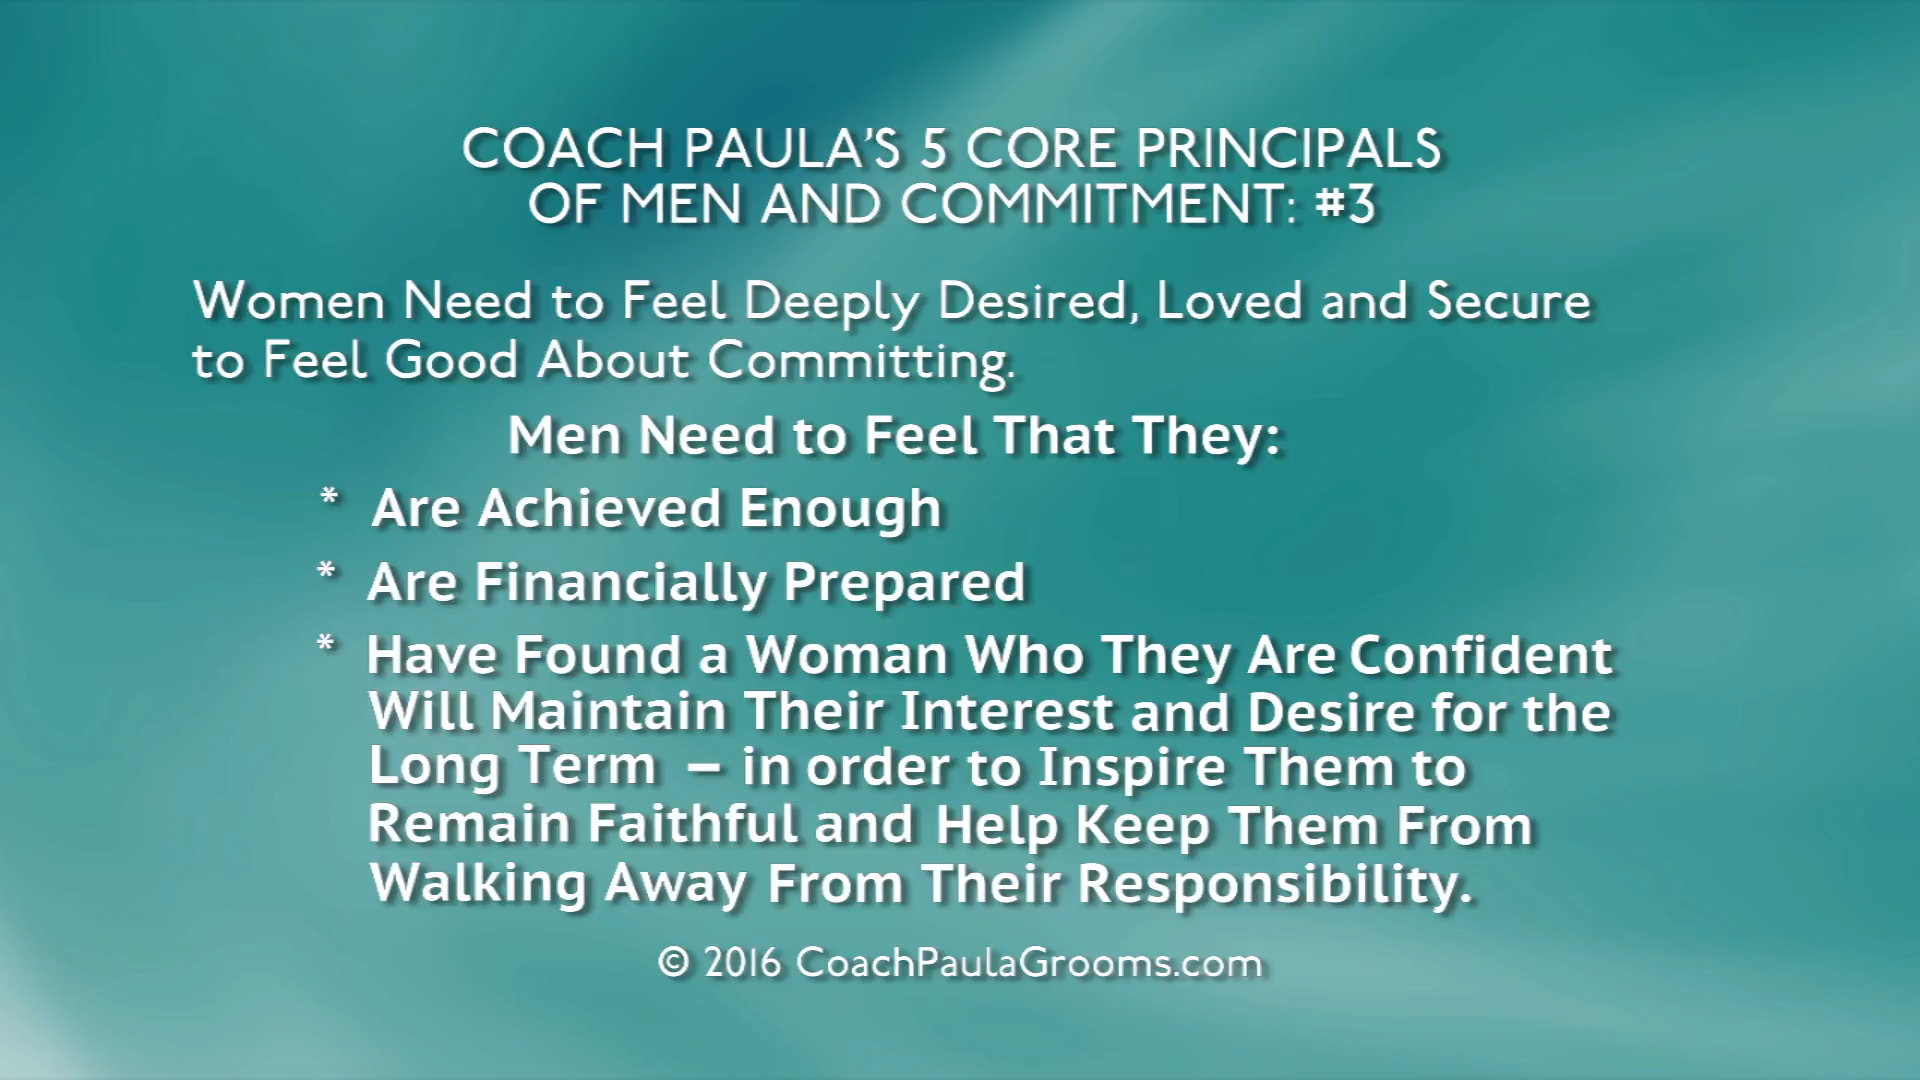 COACH PAULA'S 5 CORE PRINCIPALS
OF MEN AND COMMITMENT: #3
Women Need to Feel Deeply Desired, Loved and Secure
to Feel Good About Committing.
Men Need to Feel That They:
* Are Achieved Enough
* Are Financially Prepared
* Have Found a Woman Who They Are Confident
Will Maintain Their Interest and Desire for the
Long Term – in order to Inspire Them to
Remain Faithful and Help Keep Them From
Walking Away From Their Responsibility.
© 2016 CoachPaulaGrooms.com